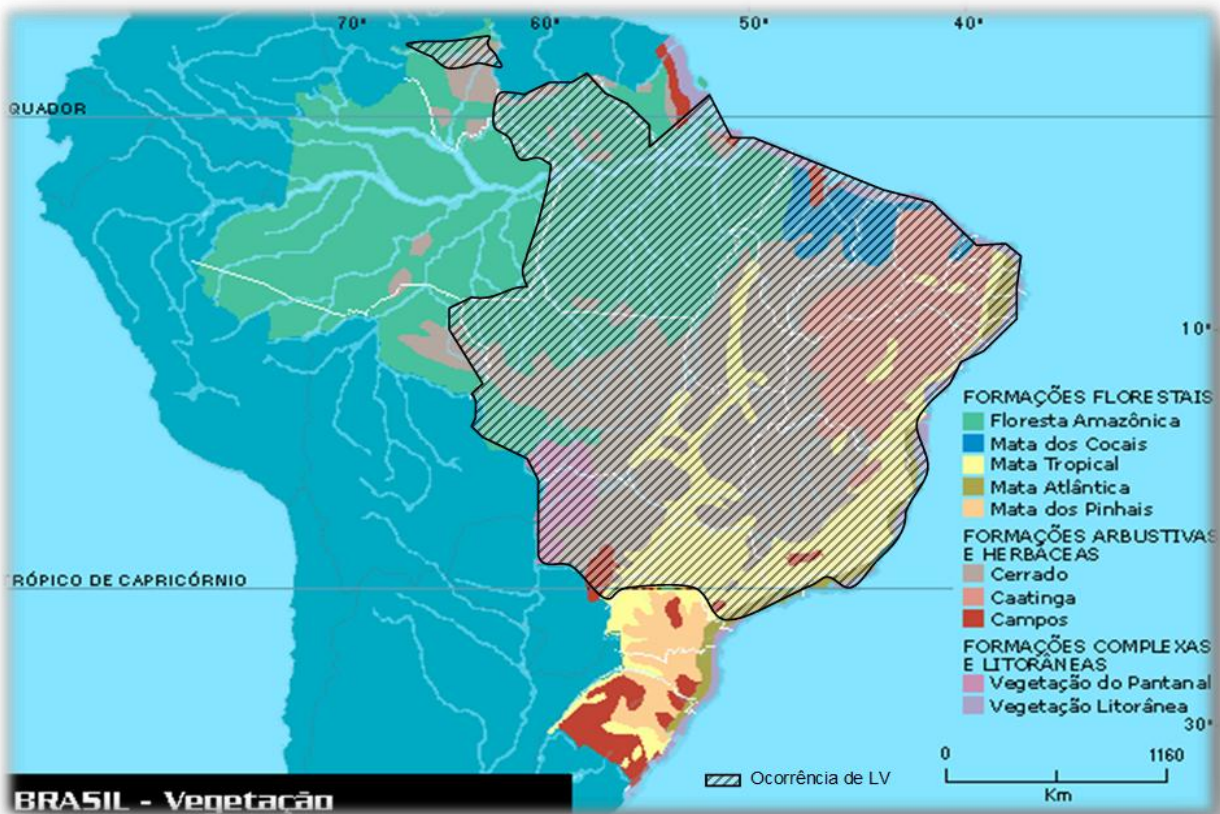 70°
60°
50°
40°
QUADOR
10°
FORMAÇÕES FLORESTAIS
Floresta Amazônica
Mata dos Cocais
Mata Tropical
Mata Atlântica
Mata dos Pinhais
FORMAÇÕES ARBUSTIVAS
E HERBÁCEAS
Cerrado
Caatinga
Campos
FORMAÇÕES COMPLEXAS
E LITORÂNEAS
Vegetação do Pantanal
Vegetação Litorânea
TRÓPICO DE CAPRICÓRNIO
30°
0
1160
Km
Ocorrência de LV
BRASIL - Vegetação